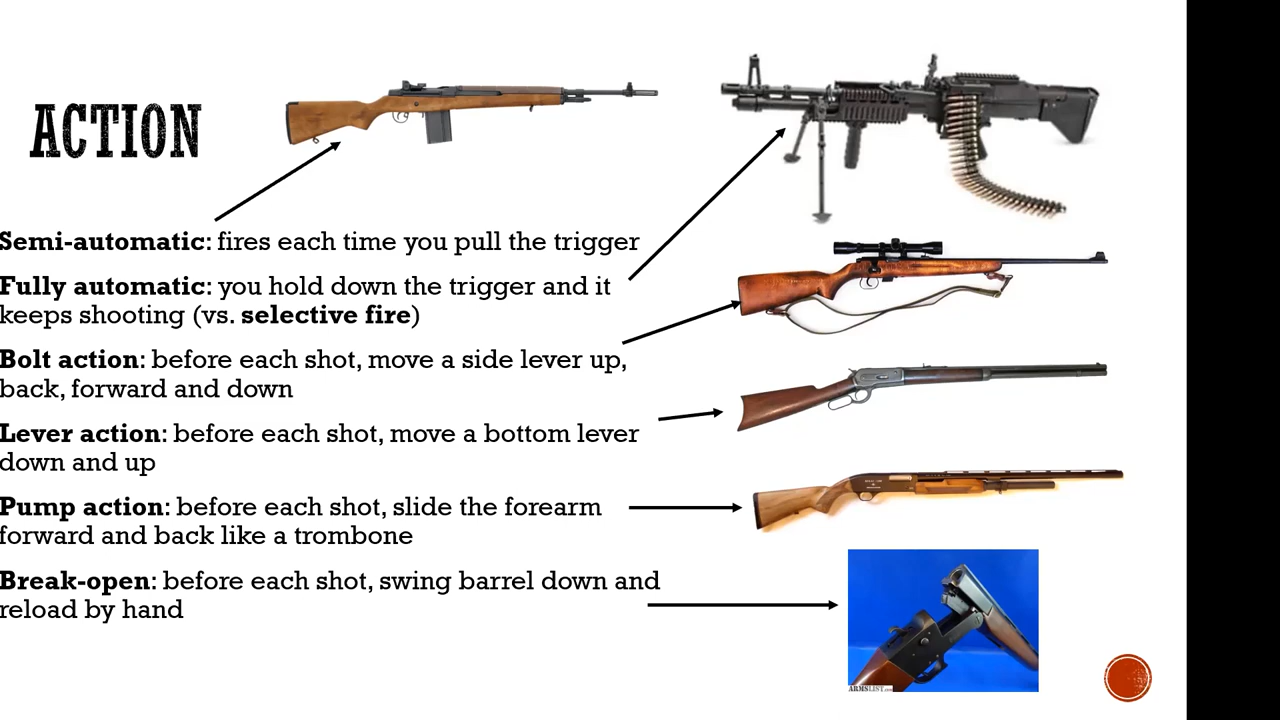 ACTION
Semi-automatic: fires each time you pull the trigger
Fully automatic: you hold down the trigger and it
keeps shooting (vs. selective fire)
Bolt action: before each shot, move a side lever up,
back, forward and down
Lever action: before each shot, move a bottom lever
down and up
Pump action: before each shot, slide the forearm
forward and back like a trombone
Break-open: before each shot, swing barrel down and
reload by hand
ARMSLIST.com